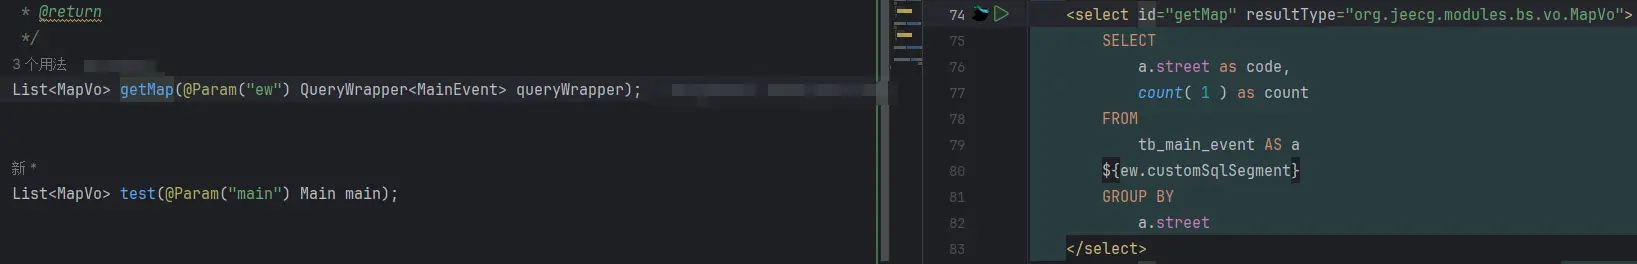 * @return
*/
3 个用法
List<MapVo> getMap(@Param("ew") QueryWrapper<MainEvent> queryWrapper);
新 *
List<MapVo> test(@Param("main") Main main);
74 <select id="getMap" resultType="org.jeecg.modules.bs.vo.MapVo">
75 SELECT
76 a.street as code,
77 count( 1 ) as count
78 FROM
79 tb_main_event AS a
80 ${ew.customSqlSegment}
81 GROUP BY
82 a.street
83 </select>